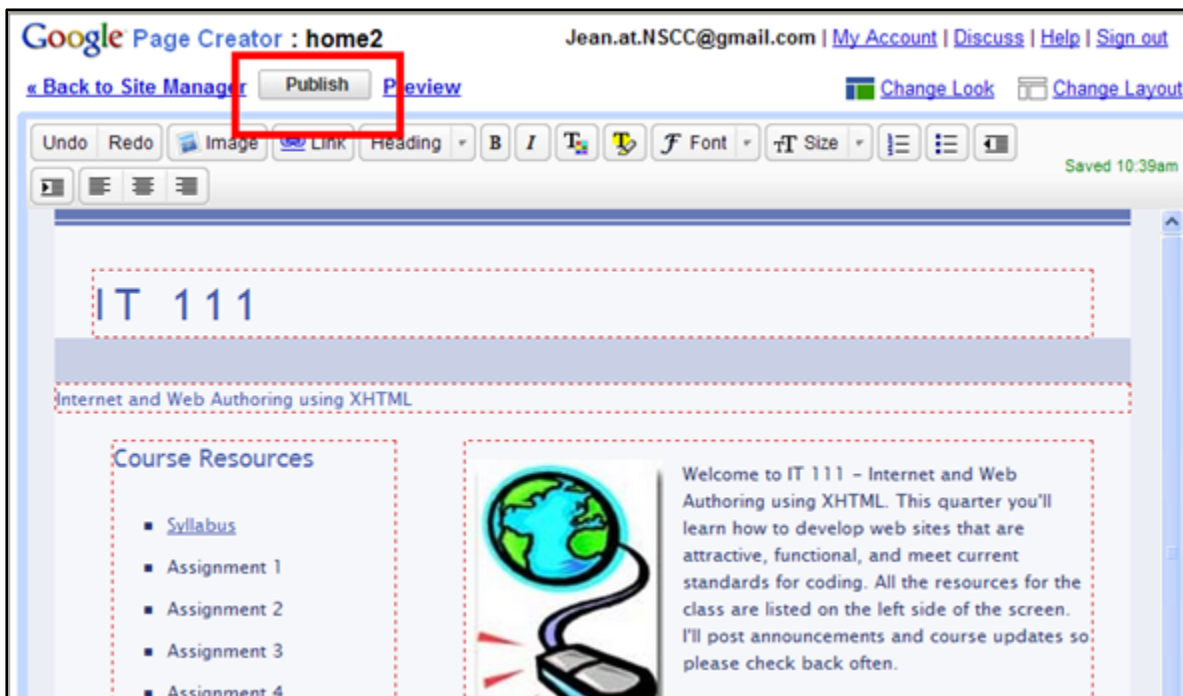 Google Page Creator : home2 Jean.at.NSCC@gmail.com | My Account | Discuss | Help | Sign out
« Back to Site Manager Publish Preview Change Look Change Layout
Undo Redo Image Link Heading B I T T F Font TT Size
Saved 10:39am
IT 111
Internet and Web Authoring using XHTML
Course Resources
Syllabus
Assignment 1
Assignment 2
Assignment 3
Assignment 4
Welcome to IT 111 – Internet and Web
Authoring using XHTML. This quarter you'll
learn how to develop web sites that are
attractive, functional, and meet current
standards for coding. All the resources for the
class are listed on the left side of the screen.
I'll post announcements and course updates so
please check back often.